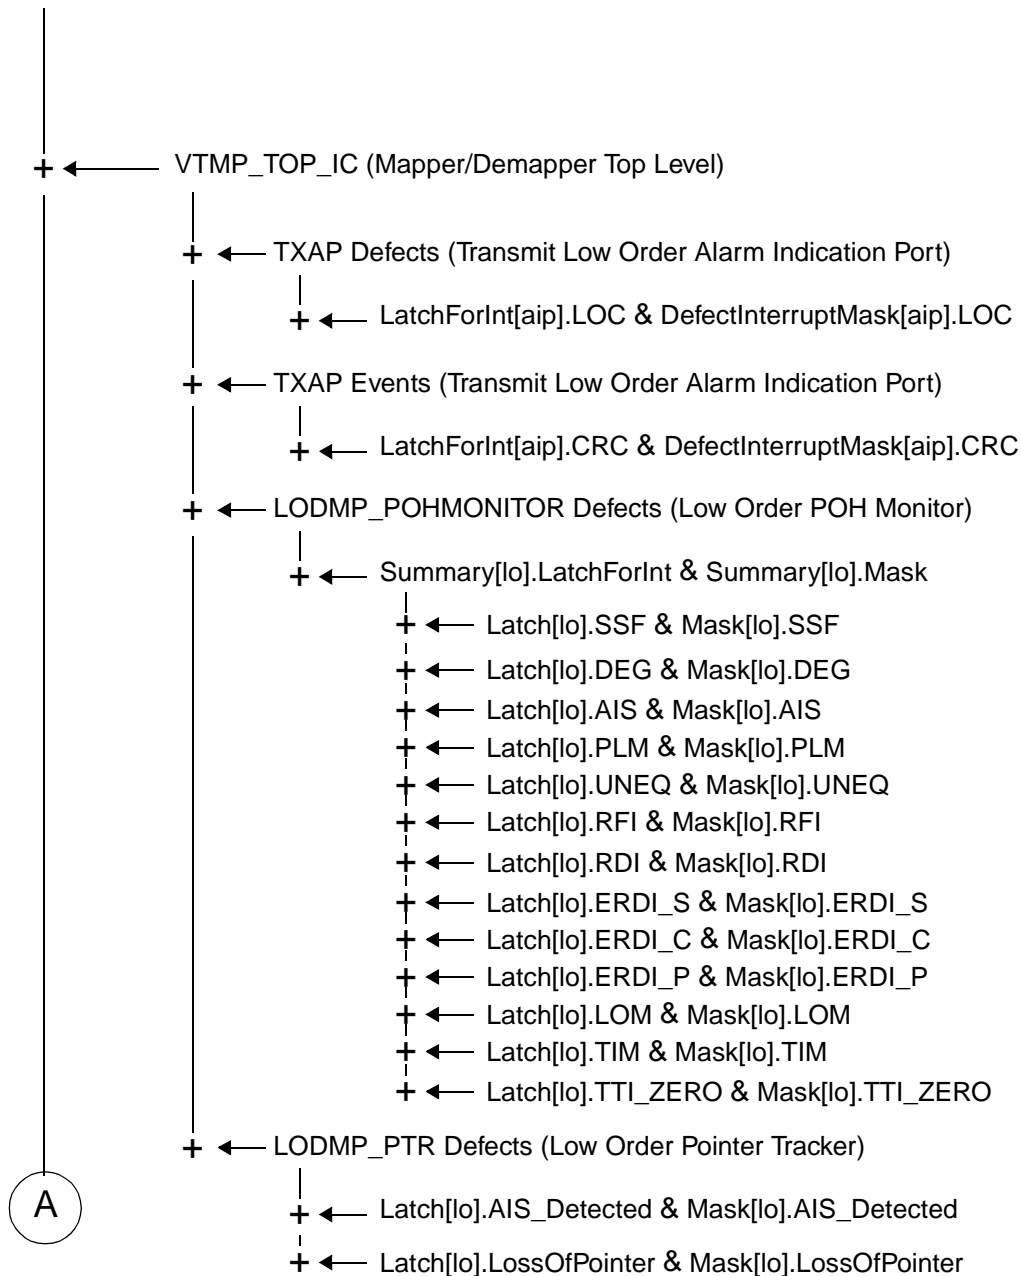 VTMP_TOP_IC (Mapper/Demapper Top Level)
TXAP Defects (Transmit Low Order Alarm Indication Port)
LatchForInt[aip].LOC & DefectInterruptMask[aip].LOC
TXAP Events (Transmit Low Order Alarm Indication Port)
LatchForInt[aip].CRC & DefectInterruptMask[aip].CRC
LODMP_POHMONITOR Defects (Low Order POH Monitor)
Summary[lo].LatchForInt & Summary[lo].Mask
Latch[lo].SSF & Mask[lo].SSF
Latch[lo].DEG & Mask[lo].DEG
Latch[lo].AIS & Mask[lo].AIS
Latch[lo].PLM & Mask[lo].PLM
Latch[lo].UNEQ & Mask[lo].UNEQ
Latch[lo].RFI & Mask[lo].RFI
Latch[lo].RDI & Mask[lo].RDI
Latch[lo].ERDI_S & Mask[lo].ERDI_S
Latch[lo].ERDI_C & Mask[lo].ERDI_C
Latch[lo].ERDI_P & Mask[lo].ERDI_P
Latch[lo].LOM & Mask[lo].LOM
Latch[lo].TIM & Mask[lo].TIM
Latch[lo].TTI_ZERO & Mask[lo].TTI_ZERO
LODMP_PTR Defects (Low Order Pointer Tracker)
A
Latch[lo].AIS_Detected & Mask[lo].AIS_Detected
Latch[lo].LossOfPointer & Mask[lo].LossOfPointer